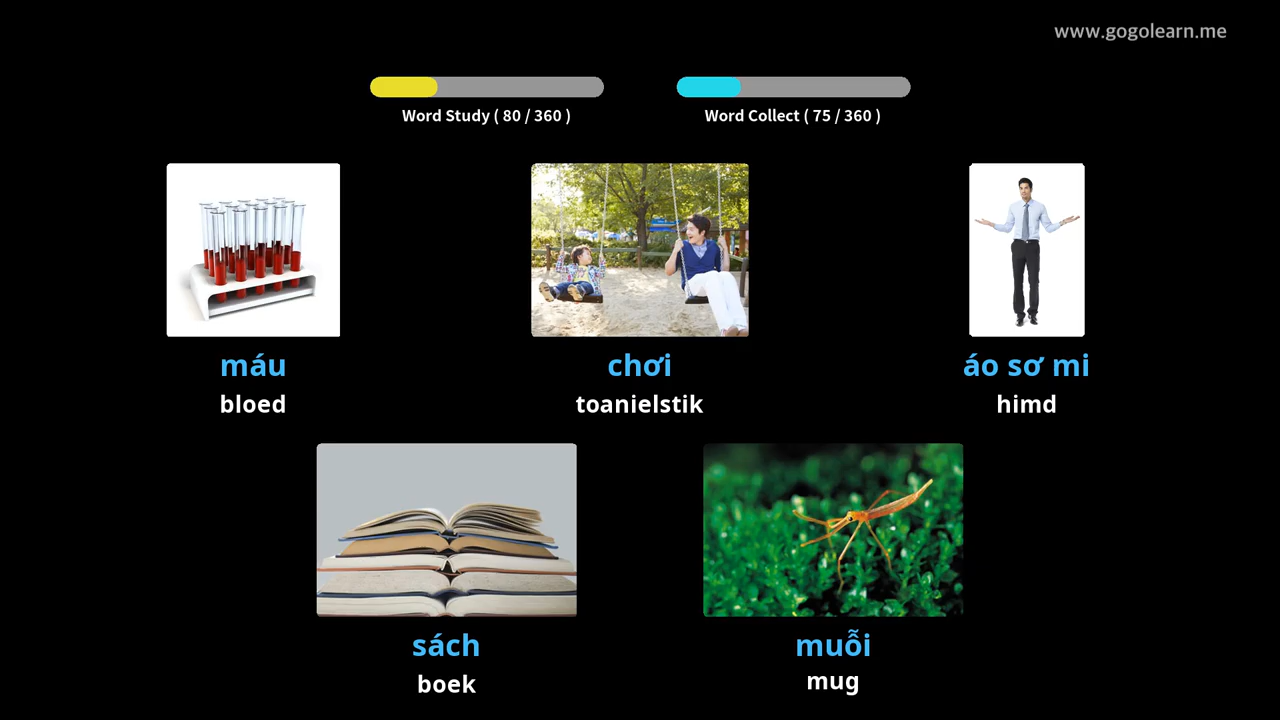 www.gogolearn.me
Word Study ( 80 / 360 )
Word Collect ( 75 / 360 )
máu
bloed
chơi
toanielstik
áo sơ mi
himd
sách
boek
muỗi
mug